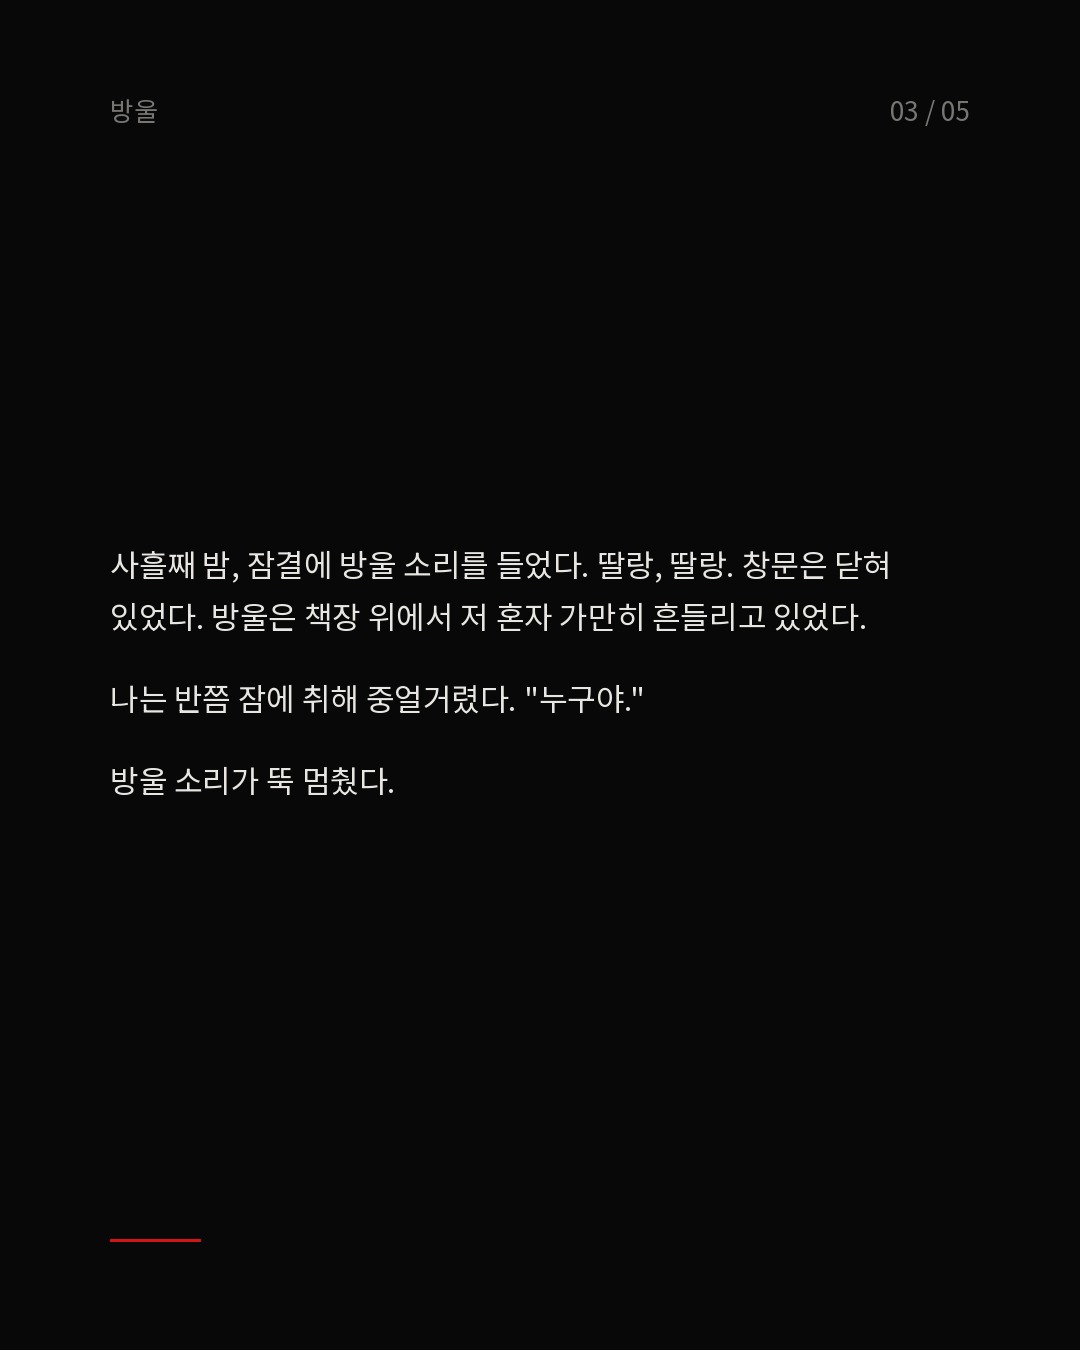 방울
03 / 05
사흘째 밤, 잠결에 방울 소리를 들었다. 딸랑, 딸랑. 창문은 닫혀
있었다. 방울은 책장 위에서 저 혼자 가만히 흔들리고 있었다.
나는 반쯤 잠에 취해 중얼거렸다. "누구야."
방울 소리가 뚝 멈췄다.